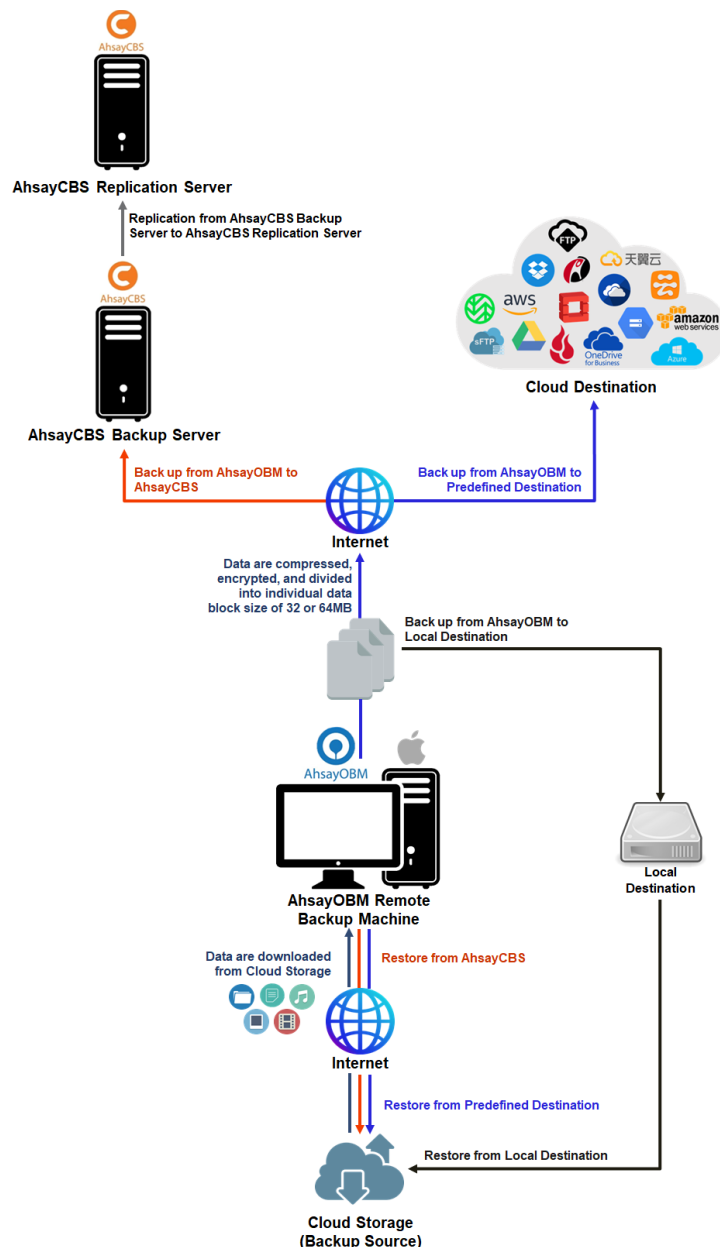 AhsayCBS
AhsayCBS Replication Server
Replication from AhsayCBS Backup
Server to AhsayCBS Replication Server
AhsayCBS
AhsayCBS Backup Server
FTP
天翼云
aws
amazon
web services
sFTP
OneDrive
for Business
Azure
Cloud Destination
Back up from AhsayOBM to
AhsayCBS
Back up from AhsayOBM to
Predefined Destination
Internet
Data are compressed,
encrypted, and divided
into individual data
block size of 32 or 64MB
Back up from AhsayOBM to
Local Destination
AhsayOBM
AhsayOBM Remote
Backup Machine
Local
Destination
Data are downloaded
from Cloud Storage
Restore from AhsayCBS
Internet
Restore from Predefined Destination
Restore from Local Destination
Cloud Storage
(Backup Source)